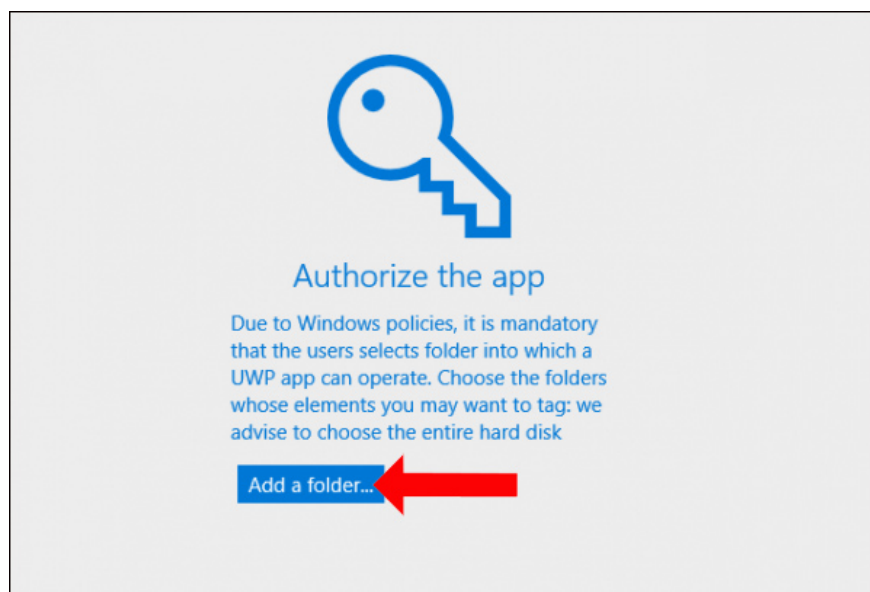 Authorize the app
Due to Windows policies, it is mandatory
that the users selects folder into which a
UWP app can operate. Choose the folders
whose elements you may want to tag: we
advise to choose the entire hard disk
Add a folder...